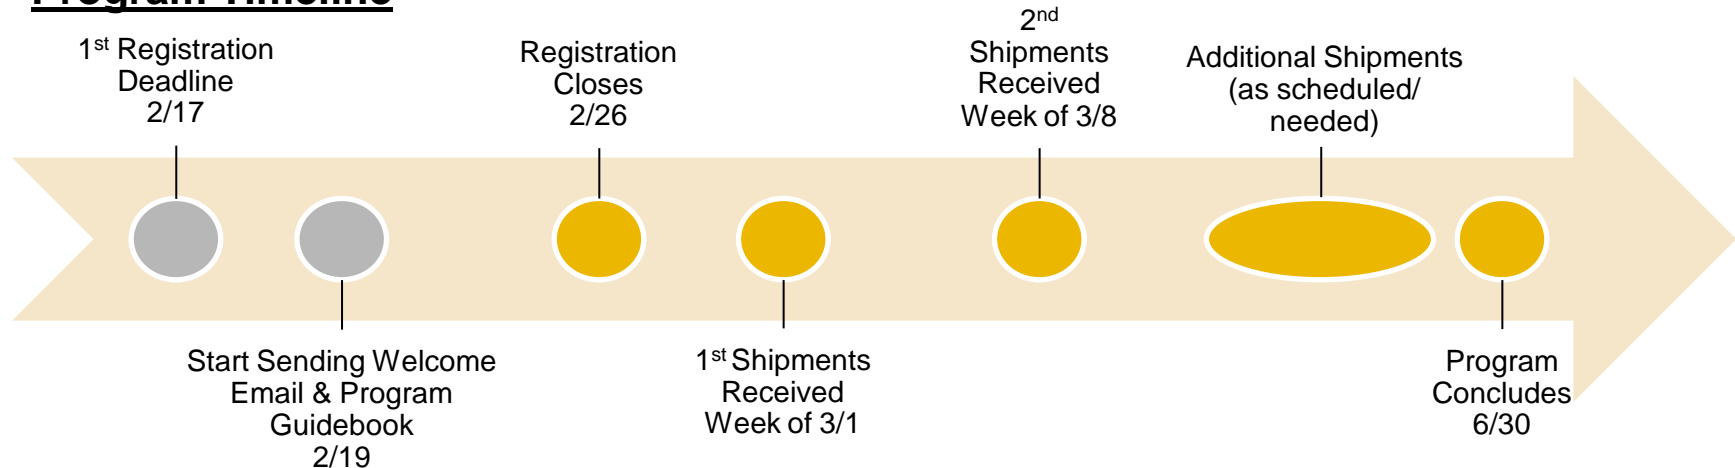 Program Timeline
1st Registration
Deadline
2/17
Start Sending Welcome
Email & Program
Guidebook
2/19
Registration
Closes
2/26
1st Shipments
Received
Week of 3/1
2nd
Shipments
Received
Week of 3/8
Additional Shipments
(as scheduled/
needed)
Program
Concludes
6/30